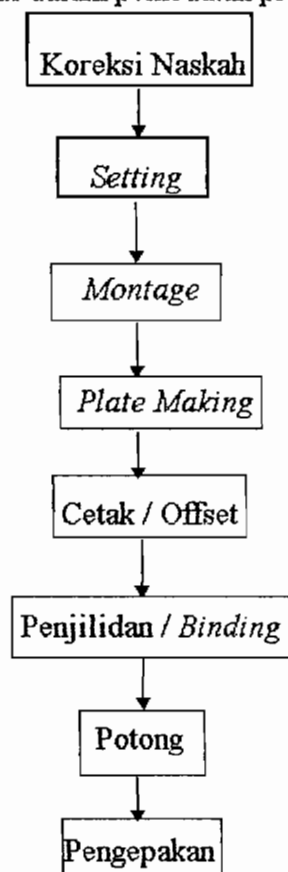 Koreksi Naskah
Setting
Montage
Plate Making
Cetak / Offset
Penjilidan / Binding
Potong
Pengepakan